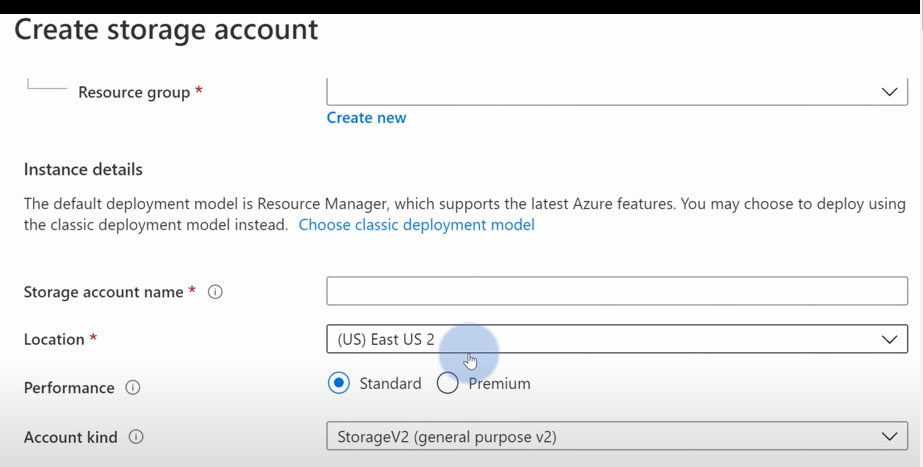 Create storage account
Resource group *
Create new
Instance details
The default deployment model is Resource Manager, which supports the latest Azure features. You may choose to deploy using
the classic deployment model instead. Choose classic deployment model
Storage account name *
Location *
(US) East US 2
Performance
Standard
Premium
Account kind
StorageV2 (general purpose v2)